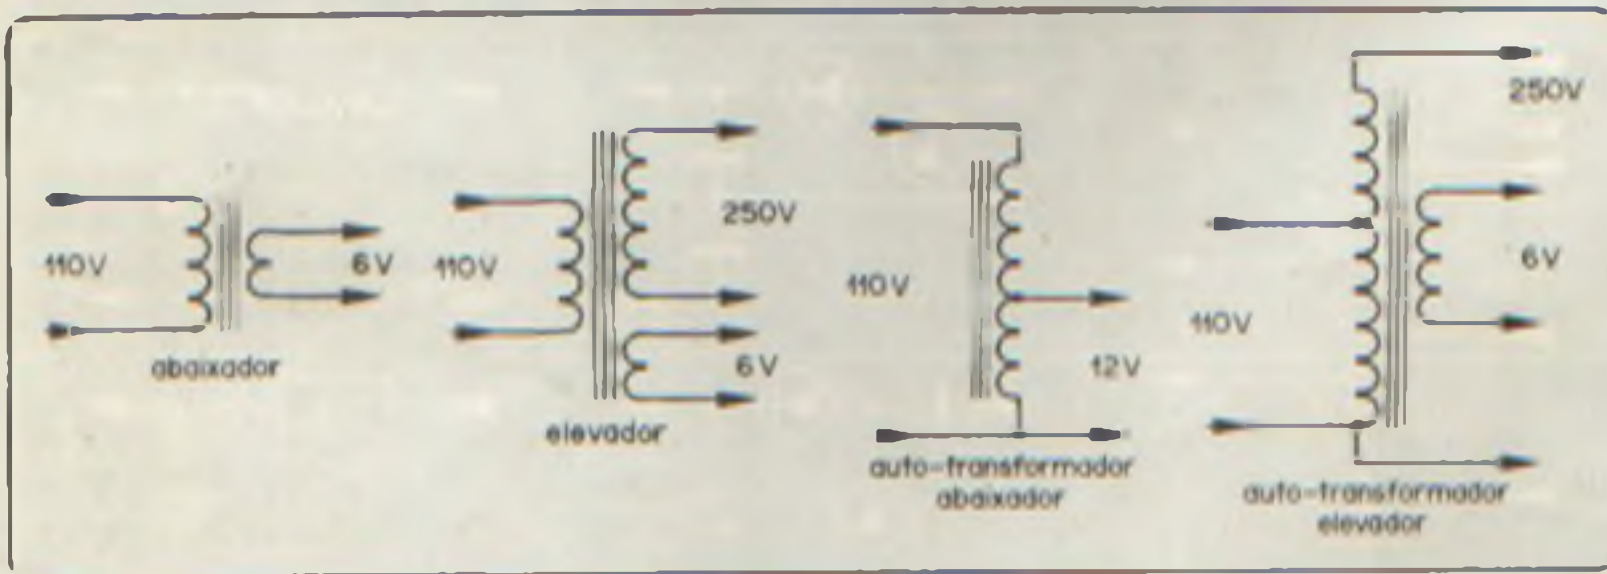 110V
6V
abaixador
110V
250V
6V
elevador
110V
12V
auto-transformador
abaixador
250V
110V
6V
auto-transformador
elevador